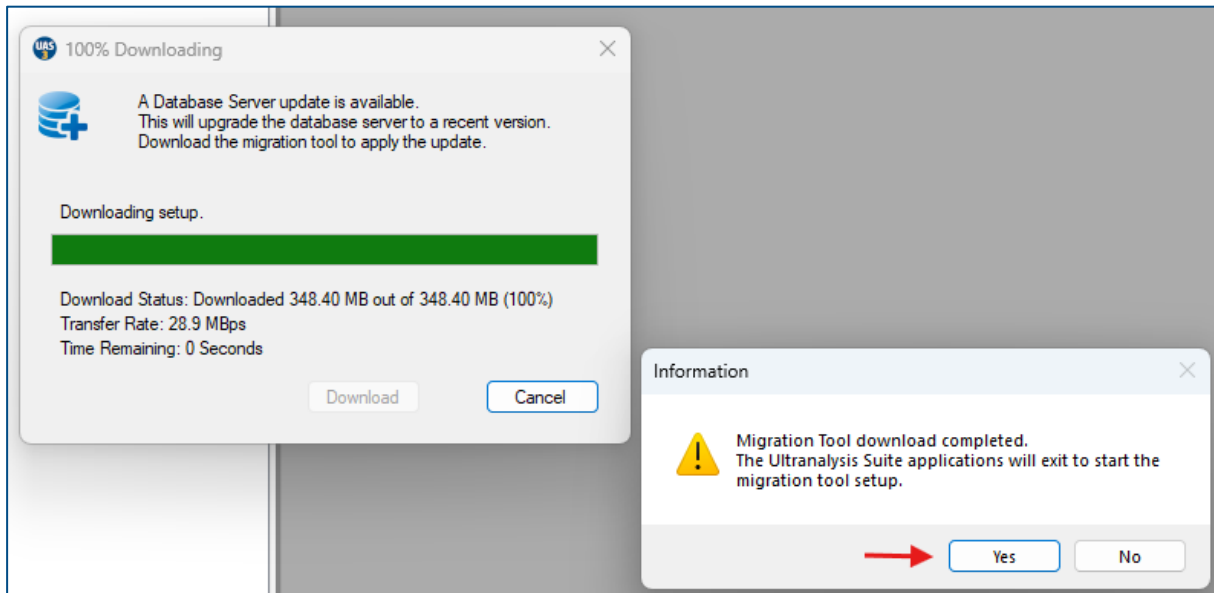 UAS
3
100% Downloading
A Database Server update is available.
This will upgrade the database server to a recent version.
Download the migration tool to apply the update.
Downloading setup.
Download Status: Downloaded 348.40 MB out of 348.40 MB (100%)
Transfer Rate: 28.9 MBps
Time Remaining: 0 Seconds
Download
Cancel
Information
Migration Tool download completed.
The Ultranalysis Suite applications will exit to start the
migration tool setup.
Yes
No